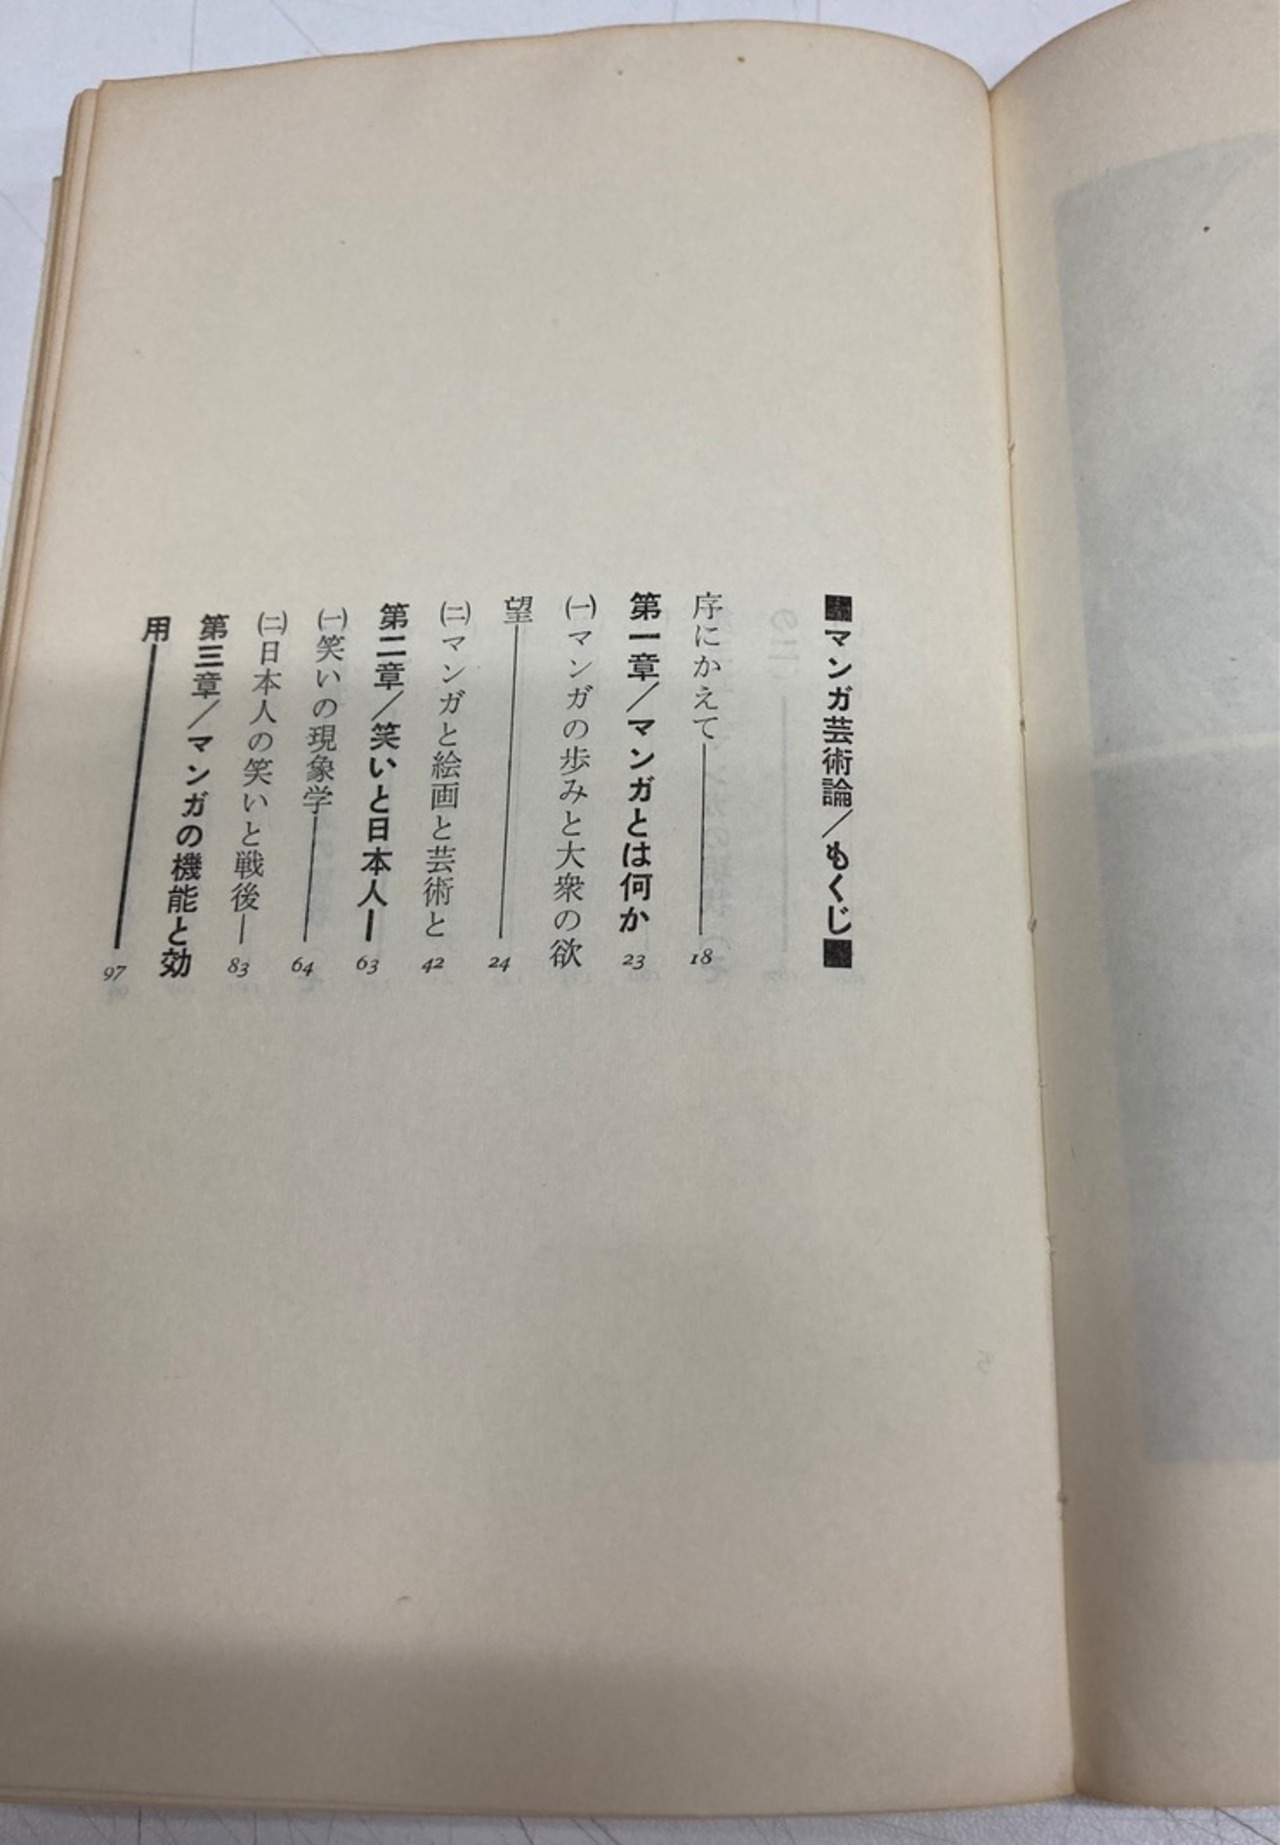 ■マンガ芸術論／もくじ■
序にかえて——18
第一章／マンガとは何か 23
㈠マンガの歩みと大衆の欲
望——24
㈡マンガと絵画と芸術と 42
第二章／笑いと日本人—63
㈠笑いの現象学——64
㈡日本人の笑いと戦後—83
第三章／マンガの機能と効
用——97